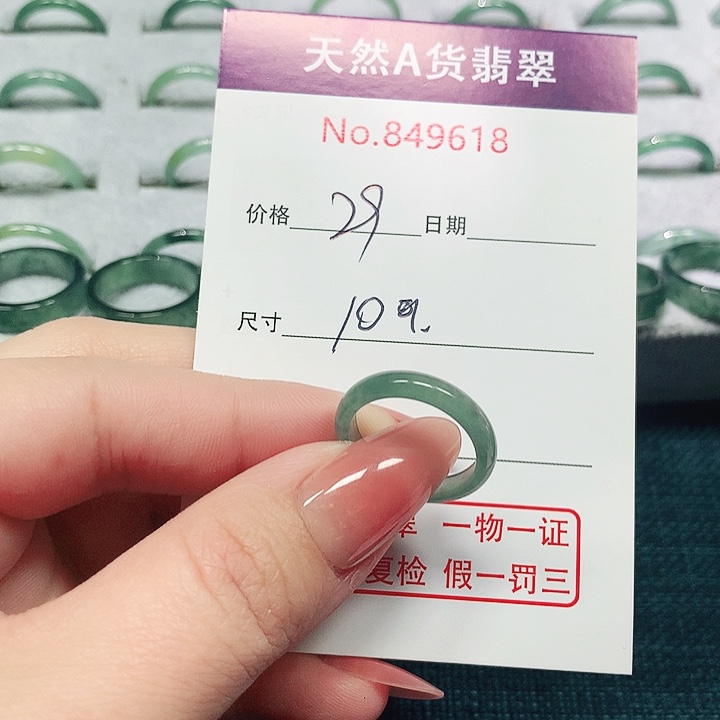 天然A货翡翠
No.849618
价格 29 日期
尺寸 10号
一物一证
复检 假一罚三